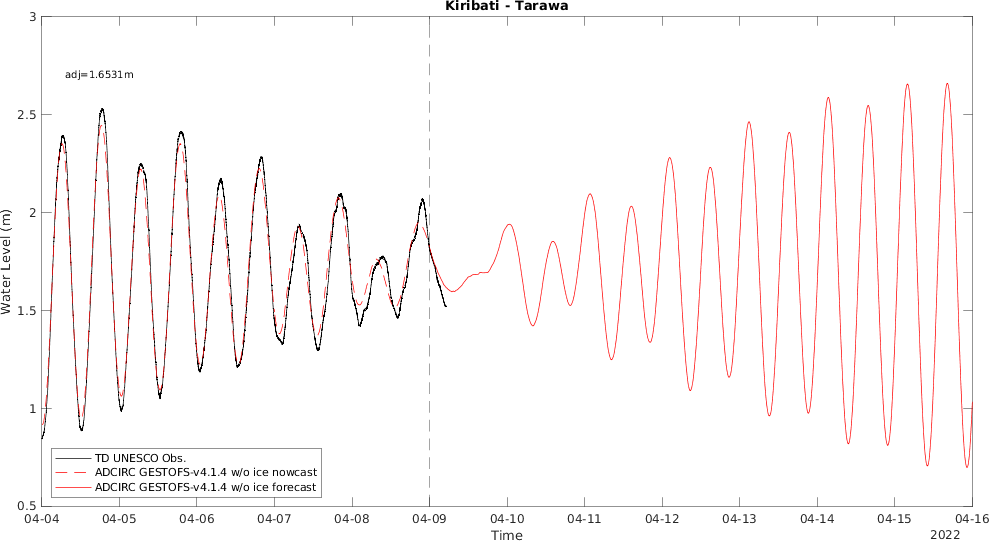 Kiribati - Tarawa
3
adj=1.6531m
2.5
2
Water Level (m)
1.5
1
TD UNESCO Obs.
ADCIRC GESTOFS-v4.1.4 w/o ice nowcast
ADCIRC GESTOFS-v4.1.4 w/o ice forecast
0.5
04-04 04-05 04-06 04-07 04-08 04-09 04-10 04-11 04-12 04-13 04-14 04-15 04-16
Time
2022